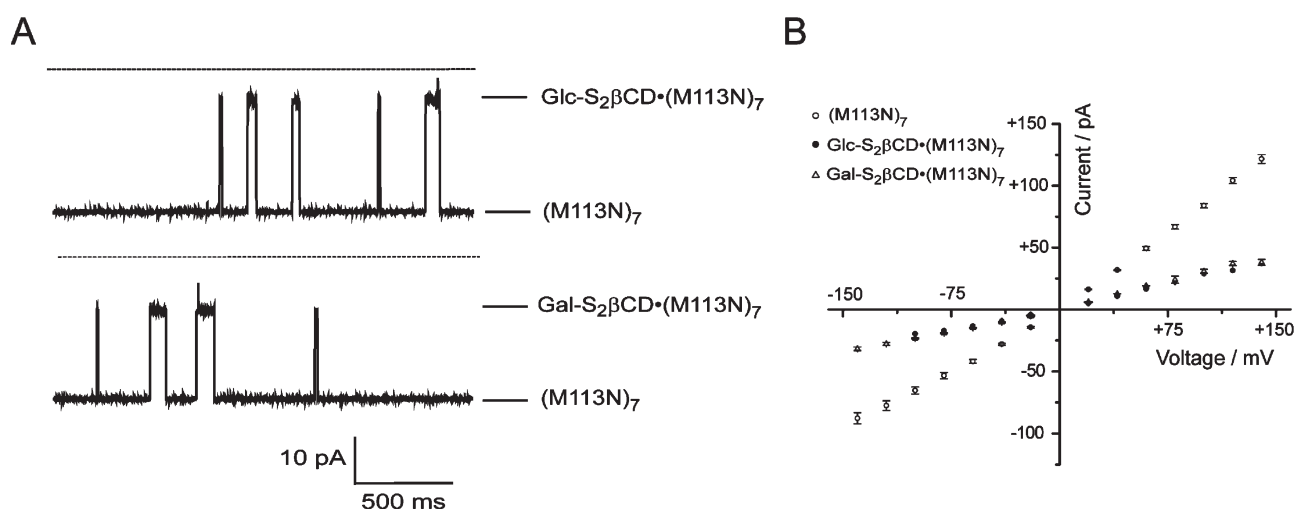 A
Glc-S₂βCD•(M113N)₇
(M113N)₇
Gal-S₂βCD•(M113N)₇
(M113N)₇
10 pA
500 ms
B
(M113N)₇
Glc-S₂βCD•(M113N)₇
Gal-S₂βCD•(M113N)₇
Current / pA
+150
+100
+50
-50
-100
-150
-75
+75
+150
Voltage / mV